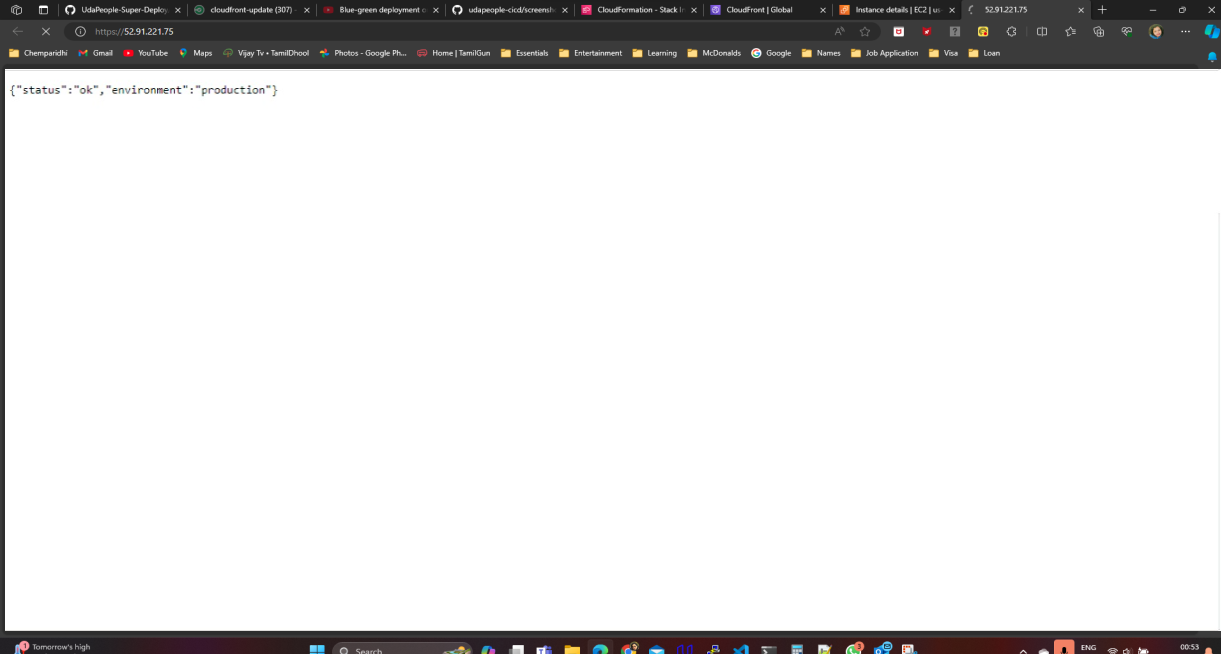 UdaPeople-Super-Deploy
cloudfront-update (307) -
Blue-green deployment o
udapeople-cicd/screensh
CloudFormation - Stack In
CloudFront | Global
Instance details | EC2 | us
52.91.221.75
https://52.91.221.75
Chemparidhi
Gmail
YouTube
Maps
Vijay Tv • TamilDhool
Photos - Google Ph...
Home | TamilGun
Essentials
Entertainment
Learning
McDonalds
Google
Names
Job Application
Visa
Loan
{"status":"ok","environment":"production"}
Tomorrow's high
Search
ENG
00:53